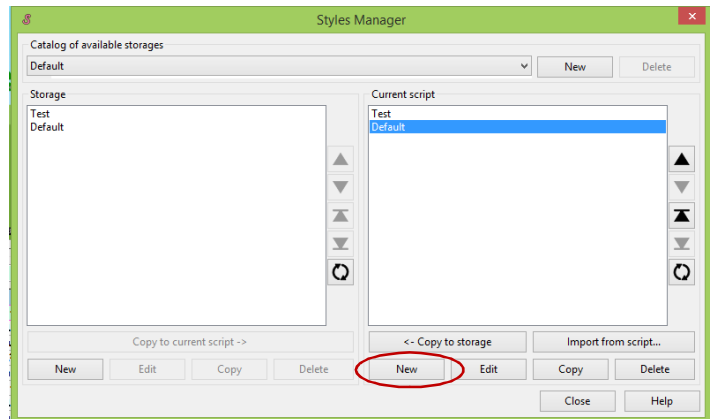 S
Styles Manager
x
Catalog of available storages
Default
New
Delete
Storage
Test
Default
Copy to current script ->
New
Edit
Copy
Delete
Current script
Test
Default
<- Copy to storage
Import from script...
New
Edit
Copy
Delete
Close
Help